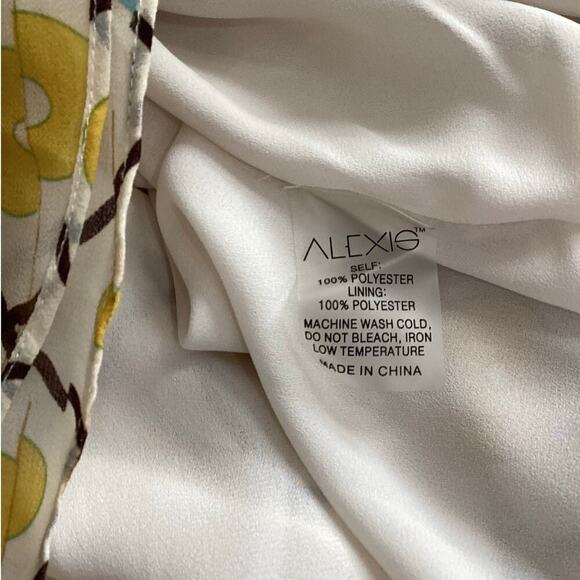 ALEXIS™
SELF:
100% POLYESTER
LINING:
100% POLYESTER
MACHINE WASH COLD,
DO NOT BLEACH, IRON
LOW TEMPERATURE
MADE IN CHINA